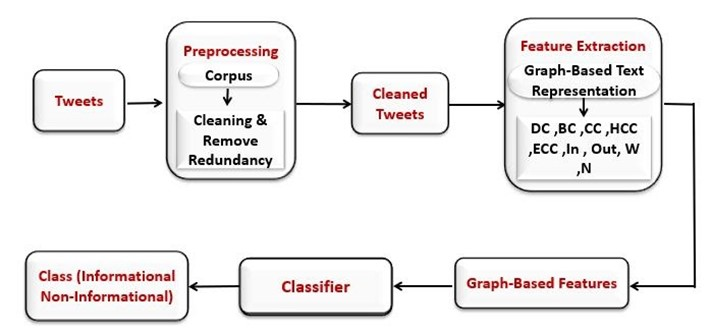 Tweets
Preprocessing
Corpus
Cleaning &
Remove
Redundancy
Cleaned
Tweets
Feature Extraction
Graph-Based Text
Representation
DC ,BC ,CC ,HCC
,ECC ,In , Out, W
,N
Graph-Based Features
Classifier
Class (Informational
Non-Informational)